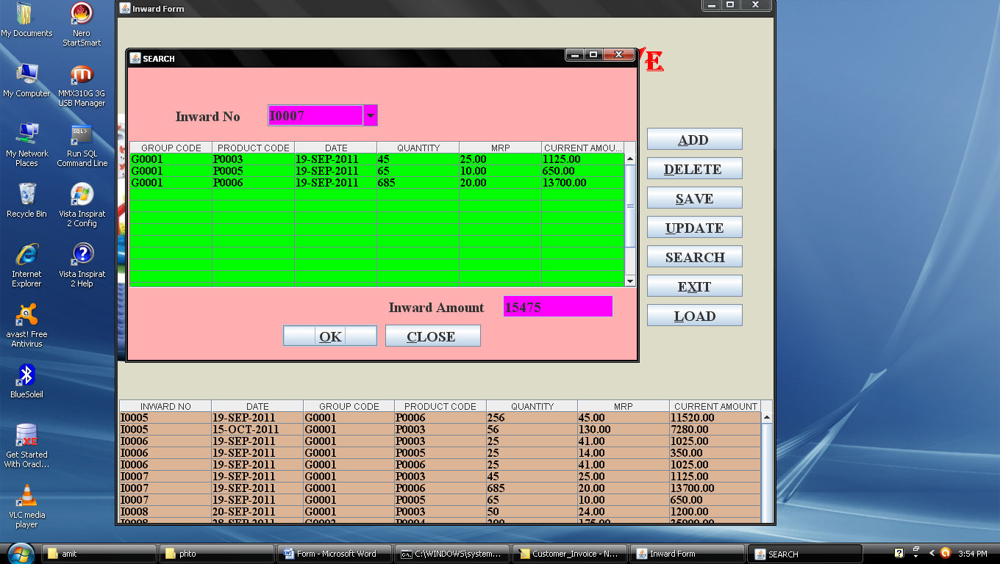 My Documents
Nero
StartSmart
My Computer
MMX310G 3G
USB Manager
My Network
Places
SQL>
Run SQL
Command Line
Recycle Bin
Vista Inspirat
2 Config
Internet
Explorer
Vista Inspirat
2 Help
avast! Free
Antivirus
BlueSoleil
XE
Get Started
With Oracl...
VLC media
player
Inward Form
E
SEARCH
Inward No
I0007
GROUP CODE PRODUCT CODE DATE QUANTITY MRP CURRENT AMOU...
G0001 P0003 19-SEP-2011 45 25.00 1125.00
G0001 P0005 19-SEP-2011 65 10.00 650.00
G0001 P0006 19-SEP-2011 685 20.00 13700.00
Inward Amount 15475
OK CLOSE
ADD
DELETE
SAVE
UPDATE
SEARCH
EXIT
LOAD
INWARD NO DATE GROUP CODE PRODUCT CODE QUANTITY MRP CURRENT AMOUNT
I0005 19-SEP-2011 G0001 P0006 256 45.00 11520.00
I0005 15-OCT-2011 G0001 P0003 56 130.00 7280.00
I0006 19-SEP-2011 G0001 P0003 25 41.00 1025.00
I0006 19-SEP-2011 G0001 P0005 25 14.00 350.00
I0006 19-SEP-2011 G0001 P0006 25 41.00 1025.00
I0007 19-SEP-2011 G0001 P0003 45 25.00 1125.00
I0007 19-SEP-2011 G0001 P0006 685 20.00 13700.00
I0007 19-SEP-2011 G0001 P0005 65 10.00 650.00
I0008 20-SEP-2011 G0001 P0003 50 24.00 1200.00
amit
phto
Form - Microsoft Word
C:\WINDOWS\system...
Customer_Invoice - N...
Inward Form
SEARCH
3:54 PM